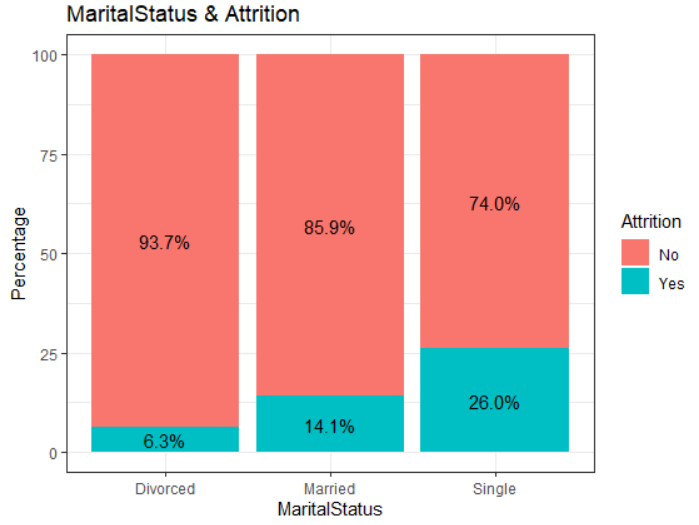 MaritalStatus & Attrition
Percentage
100
75
50
25
0
93.7%
85.9%
74.0%
6.3%
14.1%
26.0%
Divorced
Married
Single
MaritalStatus
Attrition
No
Yes